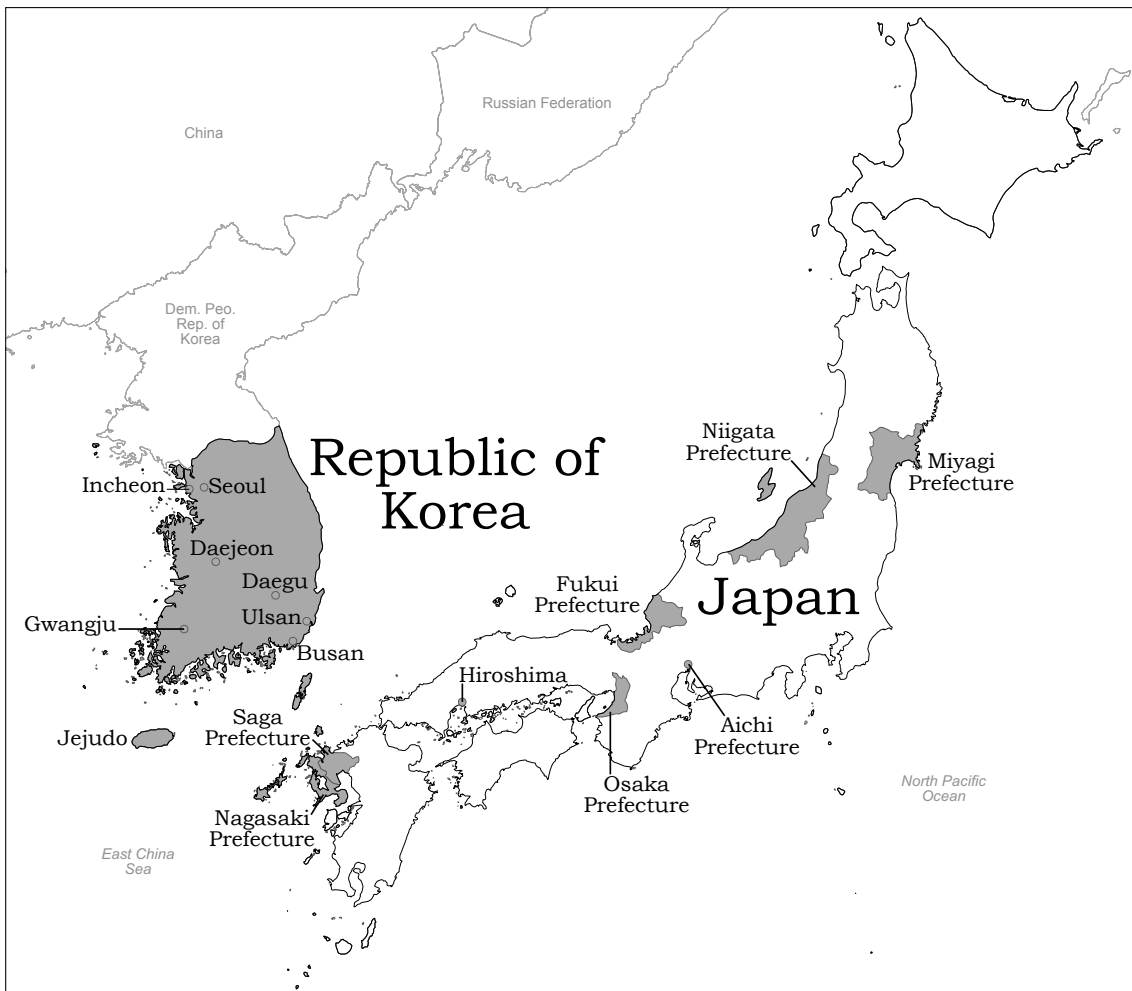 Russian Federation
China
Dem. Peo.
Rep. of
Korea
Republic of
Korea
Niigata
Prefecture
Miyagi
Prefecture
Incheon
Seoul
Daejeon
Daegu
Fukui
Prefecture
Japan
Gwangju
Ulsan
Busan
Hiroshima
Saga
Prefecture
Jejudo
Aichi
Prefecture
Osaka
Prefecture
North Pacific
Ocean
Nagasaki
Prefecture
East China
Sea